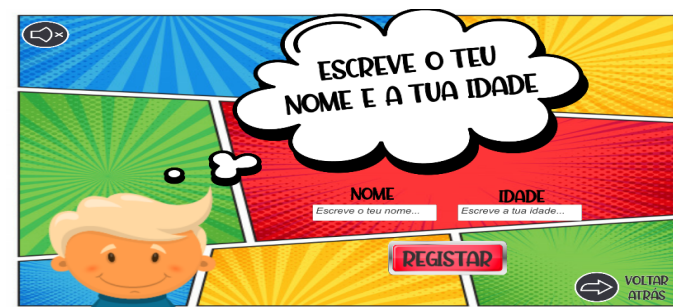 ESCREVE O TEU
NOME E A TUA IDADE
NOME
IDADE
Escreve o teu nome...
Escreve a tua idade...
REGISTAR
VOLTAR
ATRÁS